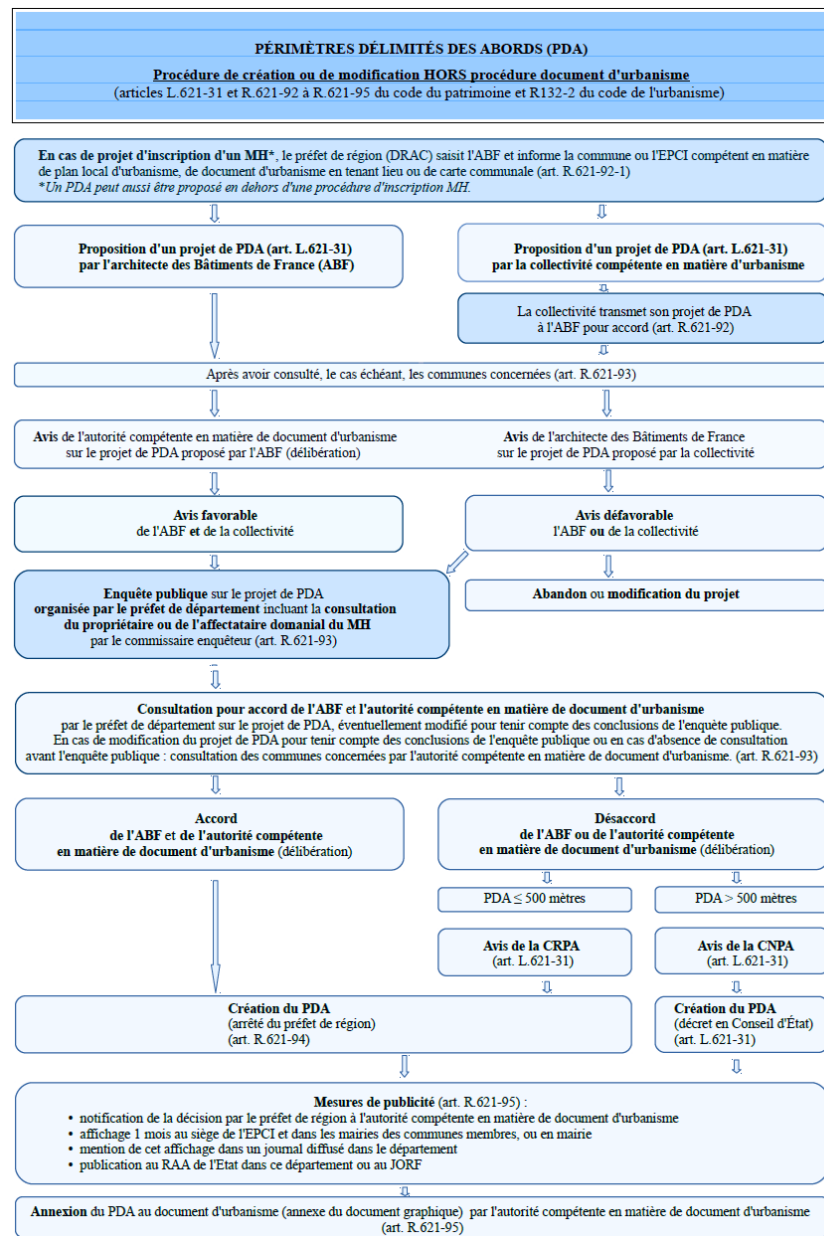 PÉRIMÈTRES DÉLIMITÉS DES ABORDS (PDA)
Procédure de création ou de modification HORS procédure document d'urbanisme
(articles L.621-31 et R.621-92 à R.621-95 du code du patrimoine et R132-2 du code de l'urbanisme)
En cas de projet d'inscription d'un MH*, le préfet de région (DRAC) saisit l'ABF et informe la commune ou l'EPCI compétent en matière
de plan local d'urbanisme, de document d'urbanisme en tenant lieu ou de carte communale (art. R.621-92-1)
*Un PDA peut aussi être proposé en dehors d'une procédure d'inscription MH.
Proposition d'un projet de PDA (art. L.621-31)
par l'architecte des Bâtiments de France (ABF)
Proposition d'un projet de PDA (art. L.621-31)
par la collectivité compétente en matière d'urbanisme
La collectivité transmet son projet de PDA
à l'ABF pour accord (art. R.621-92)
Après avoir consulté, le cas échéant, les communes concernées (art. R.621-93)
Avis de l'autorité compétente en matière de document d'urbanisme
sur le projet de PDA proposé par l'ABF (délibération)
Avis de l'architecte des Bâtiments de France
sur le projet de PDA proposé par la collectivité
Avis favorable
de l'ABF et de la collectivité
Avis défavorable
l'ABF ou de la collectivité
Enquête publique sur le projet de PDA
organisée par le préfet de département incluant la consultation
du propriétaire ou de l'affectataire domanial du MH
par le commissaire enquêteur (art. R.621-93)
Abandon ou modification du projet
Consultation pour accord de l'ABF et l'autorité compétente en matière de document d'urbanisme
par le préfet de département sur le projet de PDA, éventuellement modifié pour tenir compte des conclusions de l'enquête publique.
En cas de modification du projet de PDA pour tenir compte des conclusions de l'enquête publique ou en cas d'absence de consultation
avant l'enquête publique : consultation des communes concernées par l'autorité compétente en matière de document d'urbanisme. (art. R.621-93)
Accord
de l'ABF et de l'autorité compétente
en matière de document d'urbanisme (délibération)
Désaccord
de l'ABF ou de l'autorité compétente
en matière de document d'urbanisme (délibération)
PDA ≤ 500 mètres
PDA > 500 mètres
Avis de la CRPA
(art. L.621-31)
Avis de la CNPA
(art. L.621-31)
Création du PDA
(arrêté du préfet de région)
(art. R.621-94)
Création du PDA
(décret en Conseil d'État)
(art. L.621-31)
Mesures de publicité (art. R.621-95) :
• notification de la décision par le préfet de région à l'autorité compétente en matière de document d'urbanisme
• affichage 1 mois au siège de l'EPCI et dans les mairies des communes membres, ou en mairie
• mention de cet affichage dans un journal diffusé dans le département
• publication au RAA de l'Etat dans ce département ou au JORF
Annexion du PDA au document d'urbanisme (annexe du document graphique) par l'autorité compétente en matière de document d'urbanisme
(art. R.621-95)